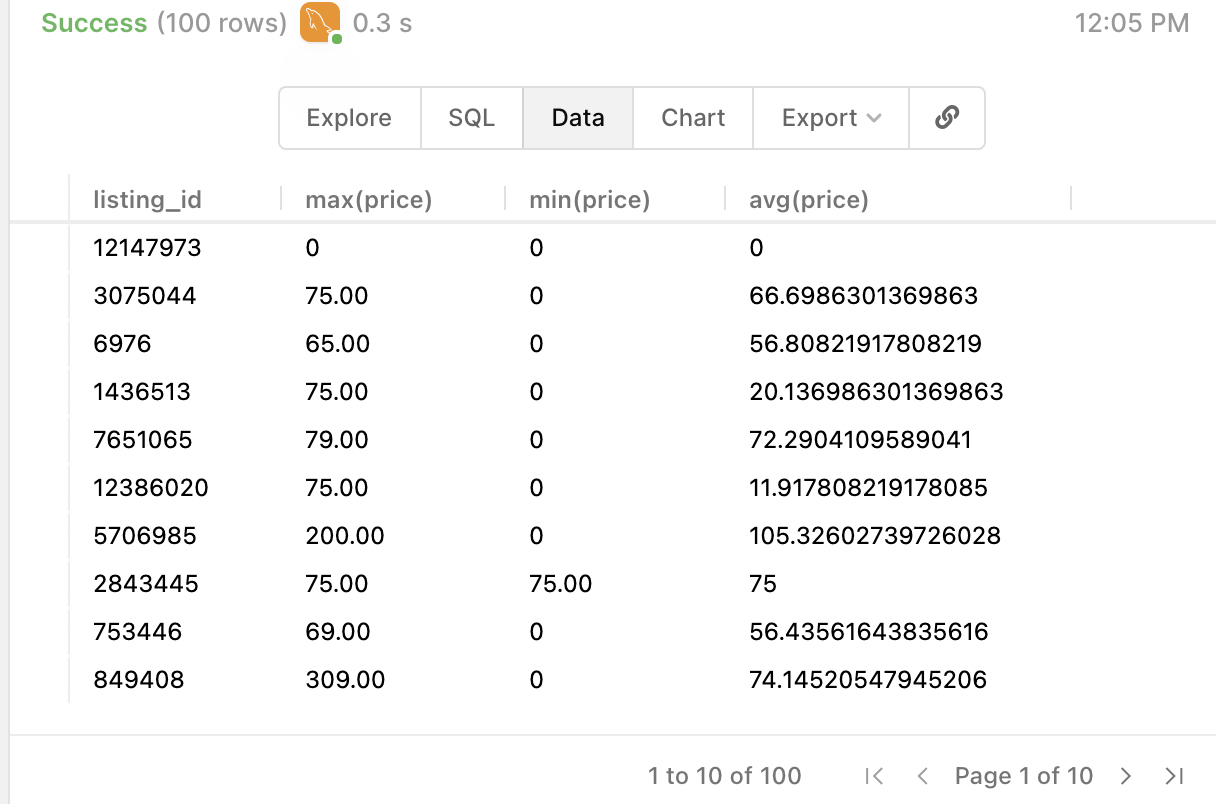 Success (100 rows) 0.3 s 12:05 PM
Explore SQL Data Chart Export
listing_id max(price) min(price) avg(price)
12147973 0 0 0
3075044 75.00 0 66.6986301369863
6976 65.00 0 56.80821917808219
1436513 75.00 0 20.136986301369863
7651065 79.00 0 72.2904109589041
12386020 75.00 0 11.917808219178085
5706985 200.00 0 105.32602739726028
2843445 75.00 75.00 75
753446 69.00 0 56.43561643835616
849408 309.00 0 74.14520547945206
1 to 10 of 100 Page 1 of 10